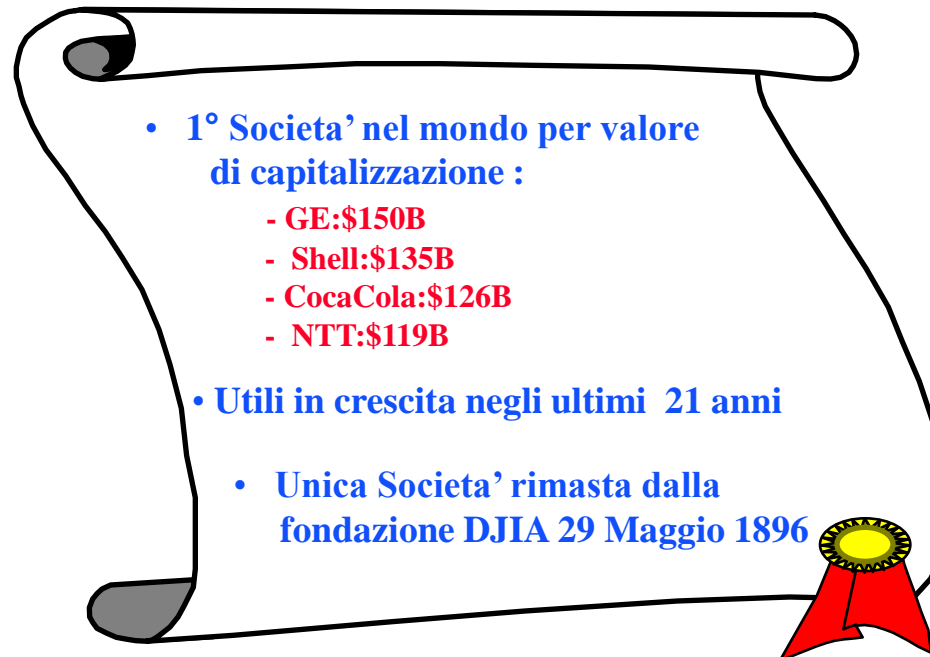 • 1° Societa' nel mondo per valore
di capitalizzazione :
- GE:$150B
- Shell:$135B
- CocaCola:$126B
- NTT:$119B
• Utili in crescita negli ultimi 21 anni
• Unica Societa' rimasta dalla
fondazione DJIA 29 Maggio 1896